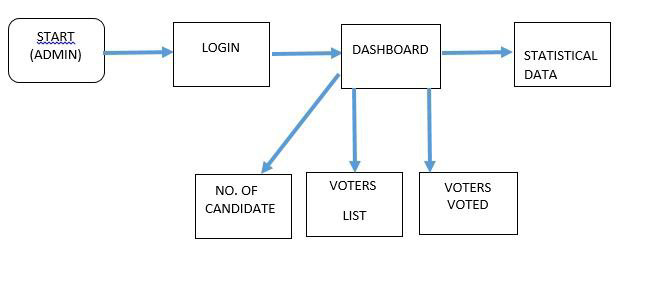 START
(ADMIN)
LOGIN
DASHBOARD
STATISTICAL
DATA
NO. OF
CANDIDATE
VOTERS
LIST
VOTERS
VOTED